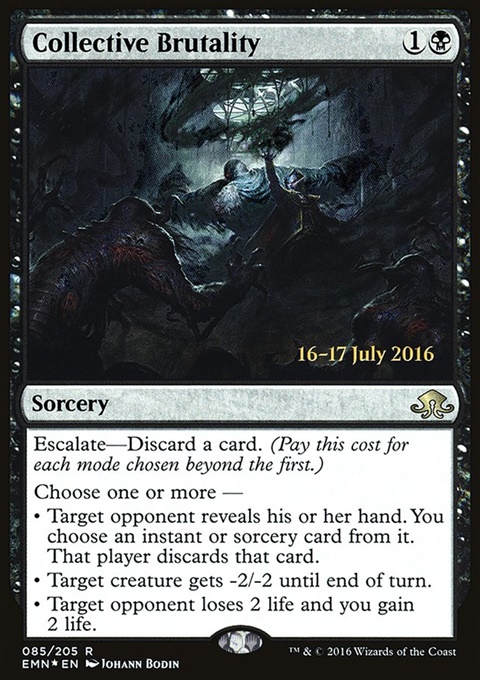 Collective Brutality 1
16–17 July 2016
Sorcery
Escalate—Discard a card. (Pay this cost for
each mode chosen beyond the first.)
Choose one or more —
• Target opponent reveals his or her hand. You
choose an instant or sorcery card from it.
That player discards that card.
• Target creature gets -2/-2 until end of turn.
• Target opponent loses 2 life and you gain
2 life.
085/205 R
EMN★EN Johann Bodin
™ & © 2016 Wizards of the Coast